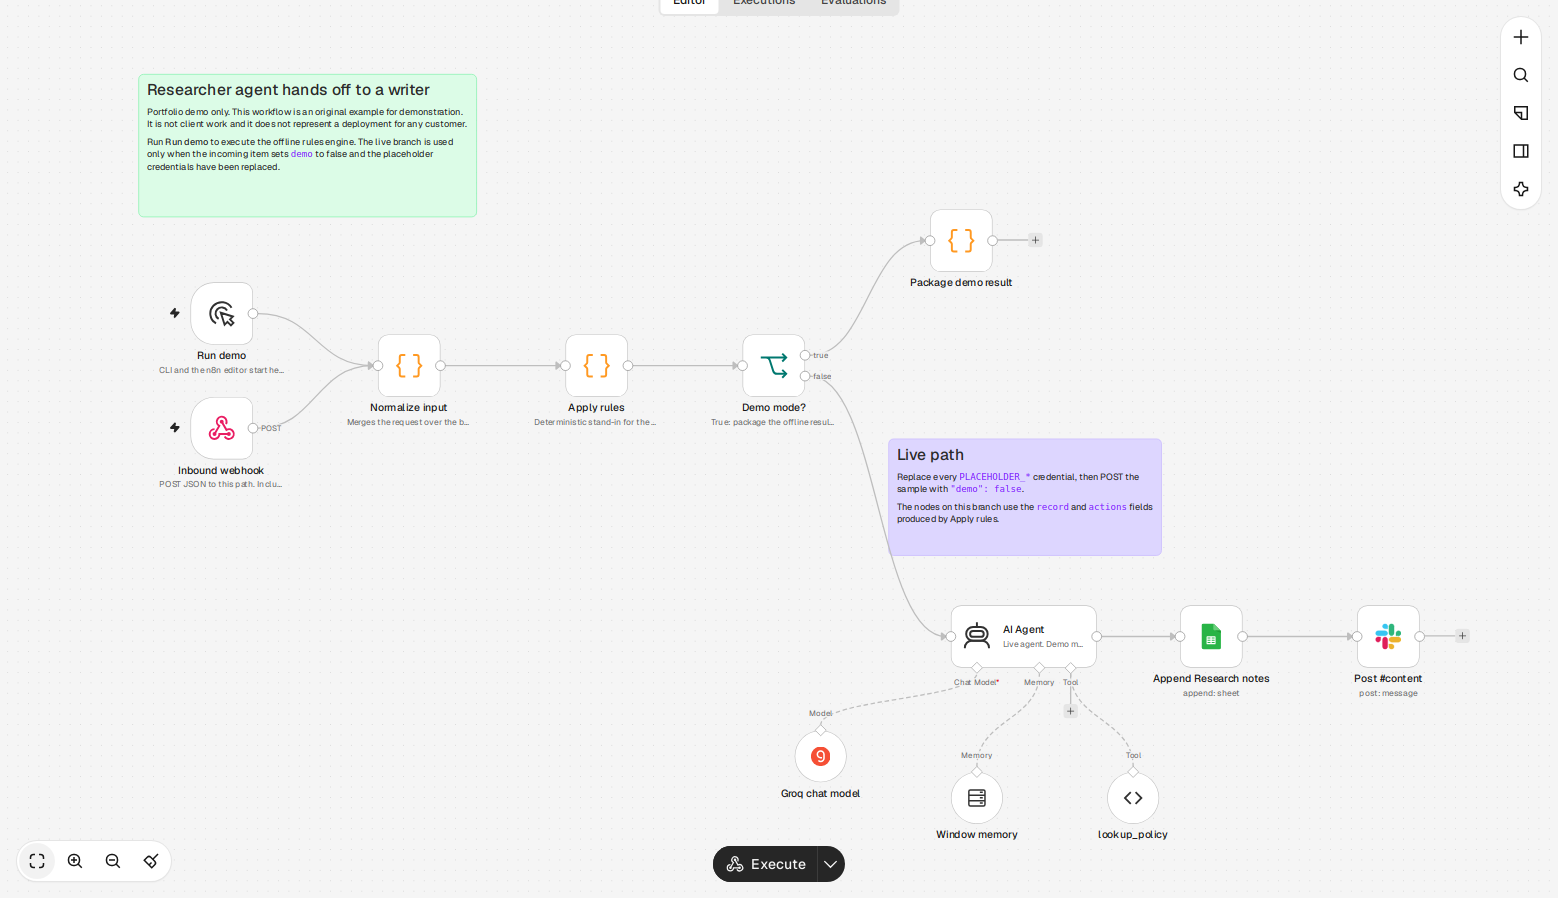 Editor Executions Evaluations
Researcher agent hands off to a writer
Portfolio demo only. This workflow is an original example for demonstration.
It is not client work and it does not represent a deployment for any customer.
Run Run demo to execute the offline rules engine. The live branch is used
only when the incoming item sets demo to false and the placeholder
credentials have been replaced.
Package demo result
Run demo
CLI and the n8n editor start he...
POST
Inbound webhook
POST JSON to this path. Inclu...
Normalize input
Merges the request over the b...
Apply rules
Deterministic stand-in for the ...
true
false
Demo mode?
True: package the offline resul...
Live path
Replace every PLACEHOLDER_* credential, then POST the
sample with "demo": false.
The nodes on this branch use the record and actions fields
produced by Apply rules.
AI Agent
Live agent. Demo m...
Chat Model*
Memory
Tool
Append Research notes
append: sheet
Post #content
post: message
Model
Groq chat model
Memory
Window memory
Tool
lookup_policy
Execute